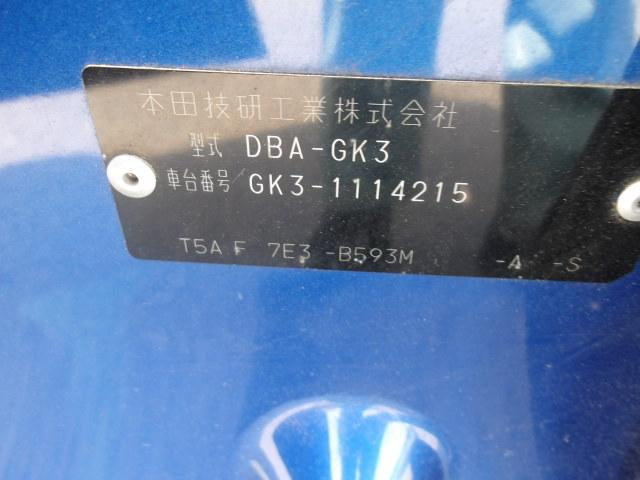 本田技研工業株式会社
型式 DBA-GK3
車台番号 GK3-1114215
T5A F 7E3 -B593M -A -S